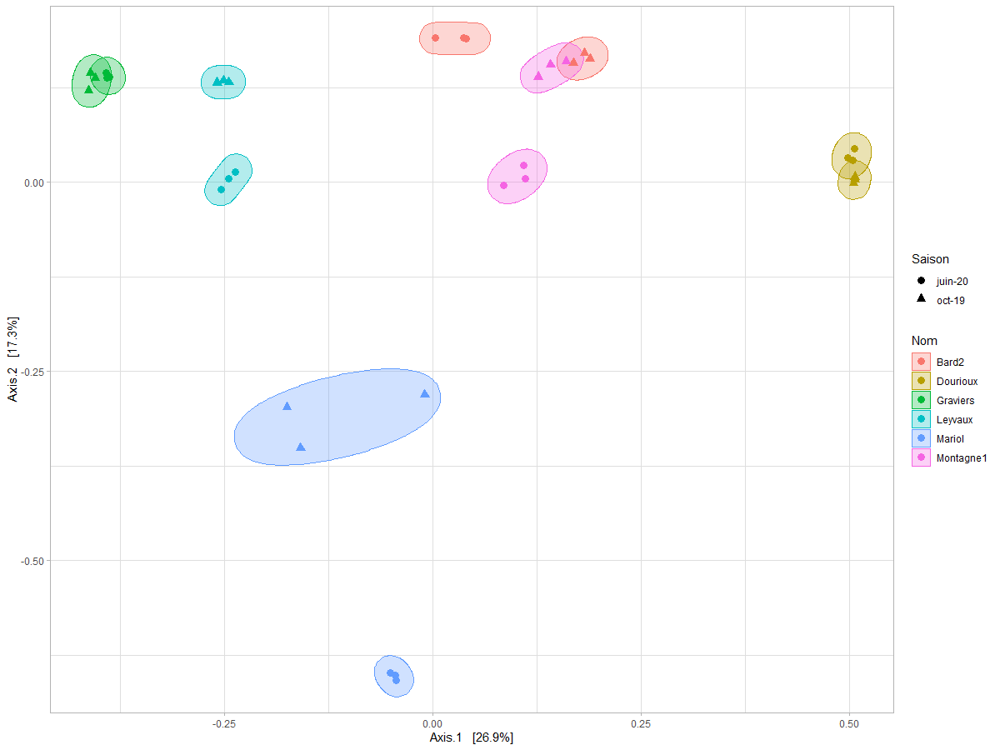 0.00
-0.25
-0.50
Axis.2 [17.3%]
-0.25
0.00
0.25
0.50
Axis.1 [26.9%]
Saison
juin-20
oct-19
Nom
Bard2
Dourioux
Graviers
Leyvaux
Mariol
Montagne1